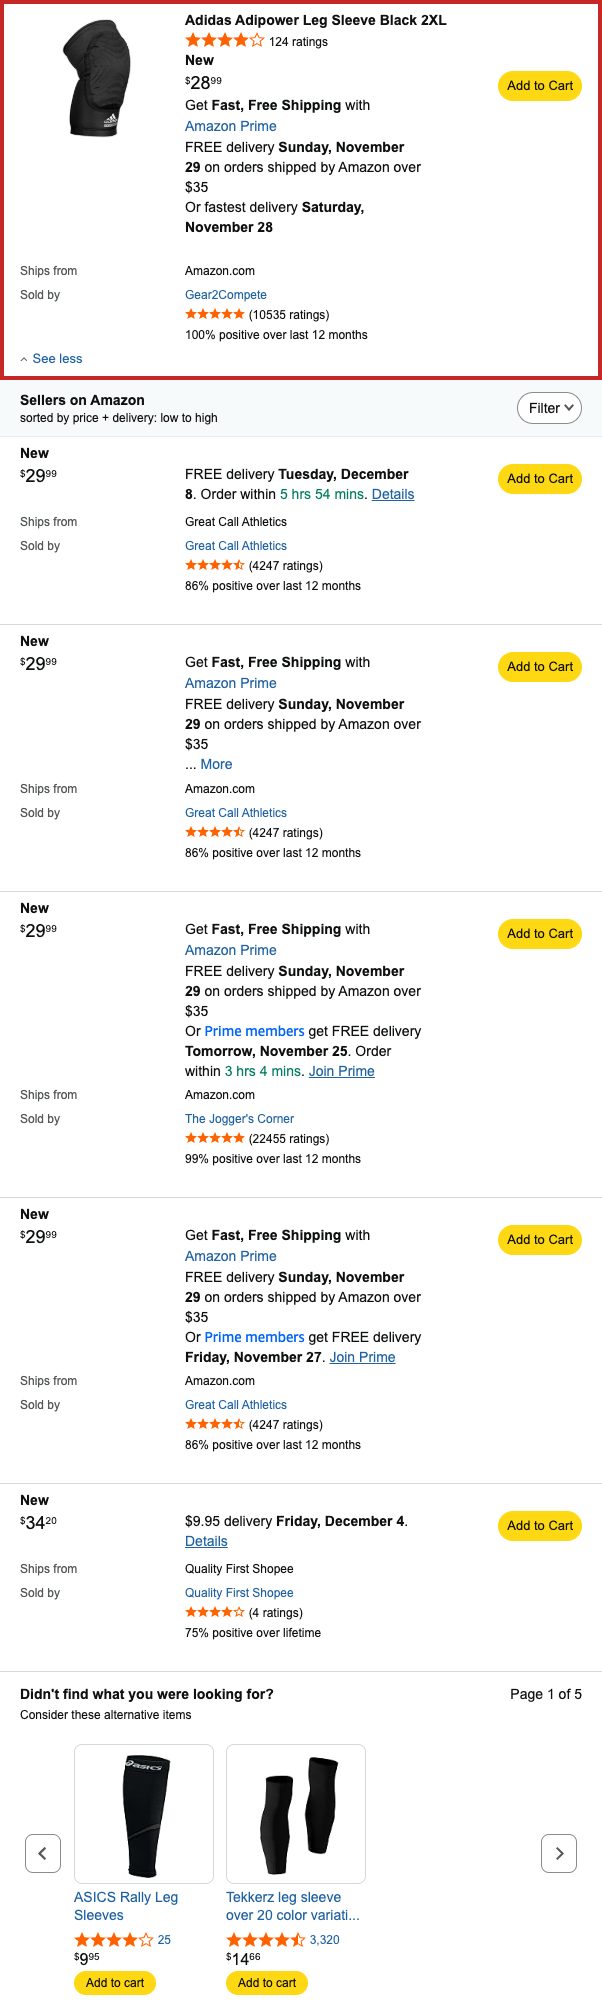 Adidas Adipower Leg Sleeve Black 2XL
124 ratings
New
$28 99
Add to Cart
Get Fast, Free Shipping with
Amazon Prime
FREE delivery Sunday, November
29 on orders shipped by Amazon over
$35
Or fastest delivery Saturday,
November 28
adidas
Ships from Amazon.com
Sold by Gear2Compete
(10535 ratings)
100% positive over last 12 months
See less
Sellers on Amazon
sorted by price + delivery: low to high
Filter
New
$29 99
FREE delivery Tuesday, December
8. Order within 5 hrs 54 mins. Details
Add to Cart
Ships from Great Call Athletics
Sold by Great Call Athletics
(4247 ratings)
86% positive over last 12 months
New
$29 99
Get Fast, Free Shipping with
Amazon Prime
FREE delivery Sunday, November
29 on orders shipped by Amazon over
$35
... More
Add to Cart
Ships from Amazon.com
Sold by Great Call Athletics
(4247 ratings)
86% positive over last 12 months
New
$29 99
Get Fast, Free Shipping with
Amazon Prime
FREE delivery Sunday, November
29 on orders shipped by Amazon over
$35
Or Prime members get FREE delivery
Tomorrow, November 25. Order
within 3 hrs 4 mins. Join Prime
Add to Cart
Ships from Amazon.com
Sold by The Jogger's Corner
(22455 ratings)
99% positive over last 12 months
New
$29 99
Get Fast, Free Shipping with
Amazon Prime
FREE delivery Sunday, November
29 on orders shipped by Amazon over
$35
Or Prime members get FREE delivery
Friday, November 27. Join Prime
Add to Cart
Ships from Amazon.com
Sold by Great Call Athletics
(4247 ratings)
86% positive over last 12 months
New
$34 20
$9.95 delivery Friday, December 4.
Details
Add to Cart
Ships from Quality First Shopee
Sold by Quality First Shopee
(4 ratings)
75% positive over lifetime
Didn't find what you were looking for?
Page 1 of 5
Consider these alternative items
asics
ASICS Rally Leg
Sleeves
25
$9 95
Add to cart
Tekkerz leg sleeve
over 20 color variati...
3,320
$14 66
Add to cart